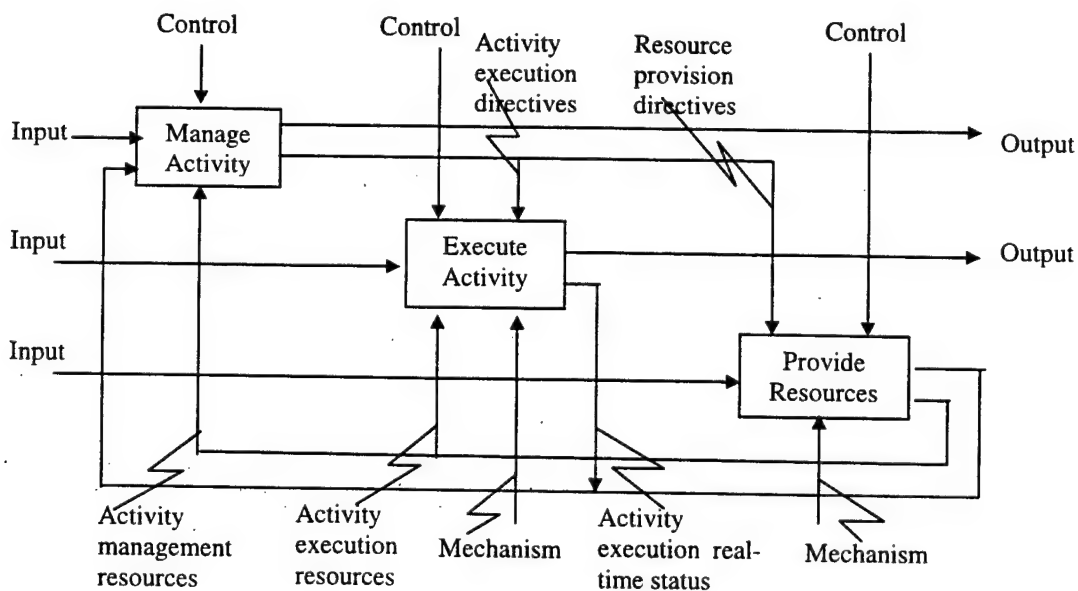 Control
Control
Activity
execution
directives
Resource
provision
directives
Control
Input
Manage
Activity
Output
Input
Execute
Activity
Output
Input
Provide
Resources
Activity
management
resources
Activity
execution
resources
Mechanism
Activity
execution real-
time status
Mechanism